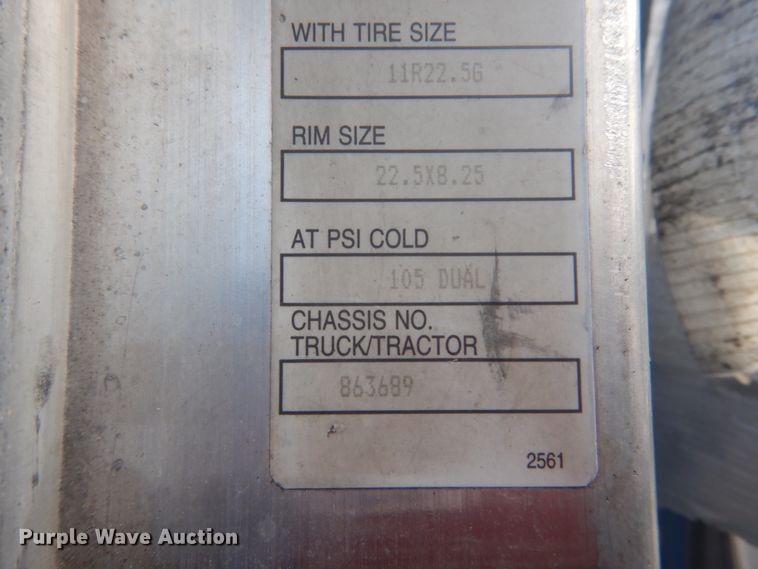 WITH TIRE SIZE
11R22.5G
RIM SIZE
22.5X8.25
AT PSI COLD
105 DUAL
CHASSIS NO.
TRUCK/TRACTOR
863689
2561
Purple Wave Auction